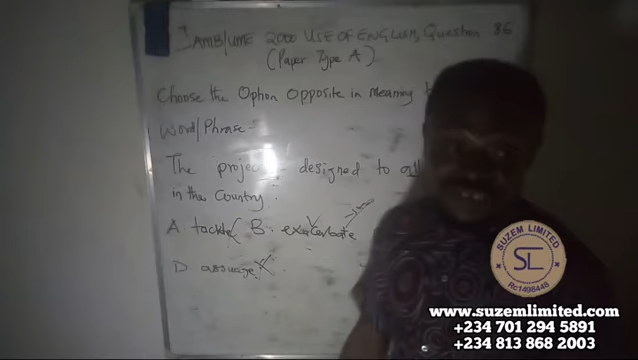 JAMB/UME 2000 USE OF ENGLISH, Question 86
(Paper Type A)
Choose the Option Opposite in Meaning
Word/Phrase
The designed to
in the Country.
A. tackle B. exacerbate
D assuage
SUZEM LIMITED
SL
Rc1498448
www.suzemlimited.com
+234 701 294 5891
+234 813 868 2003